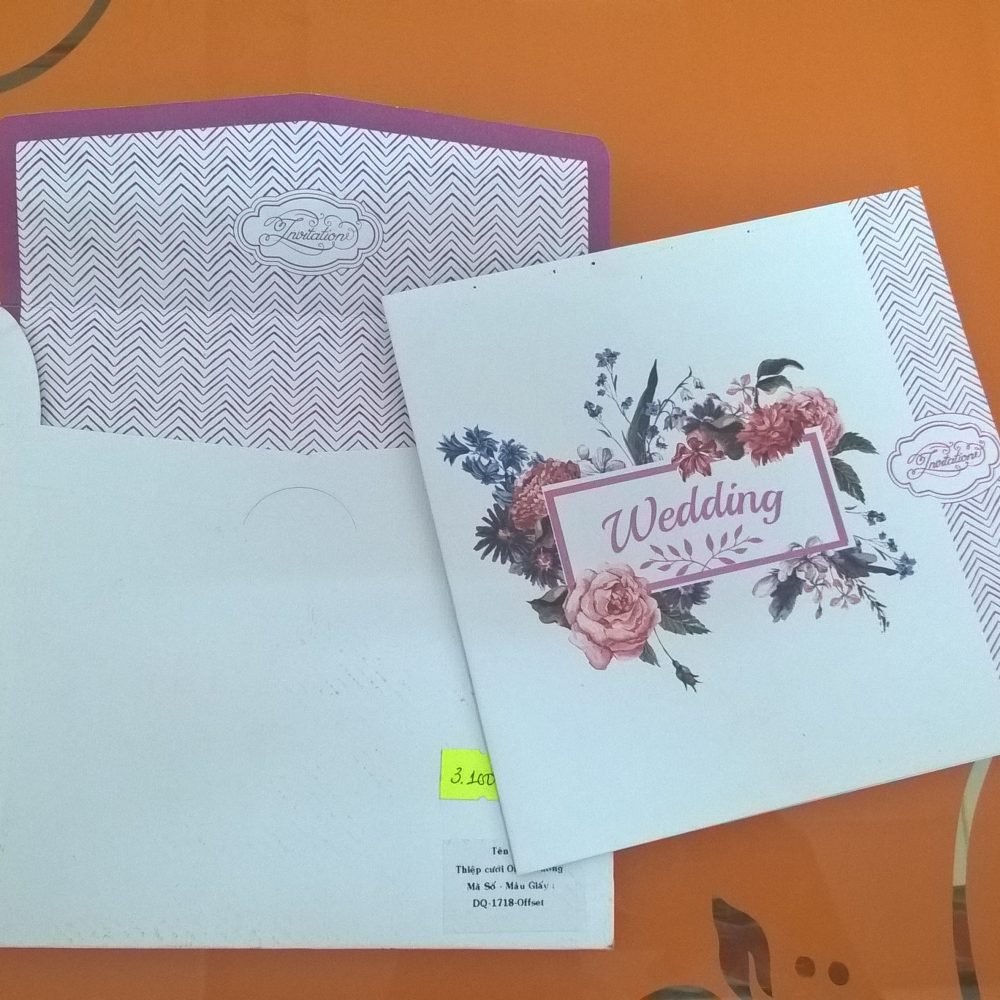 Invitation
Invitation
Wedding
3.100
Tên
Thiệp cưới
Mã Số - Màu Giấy :
DQ-1718-Offset